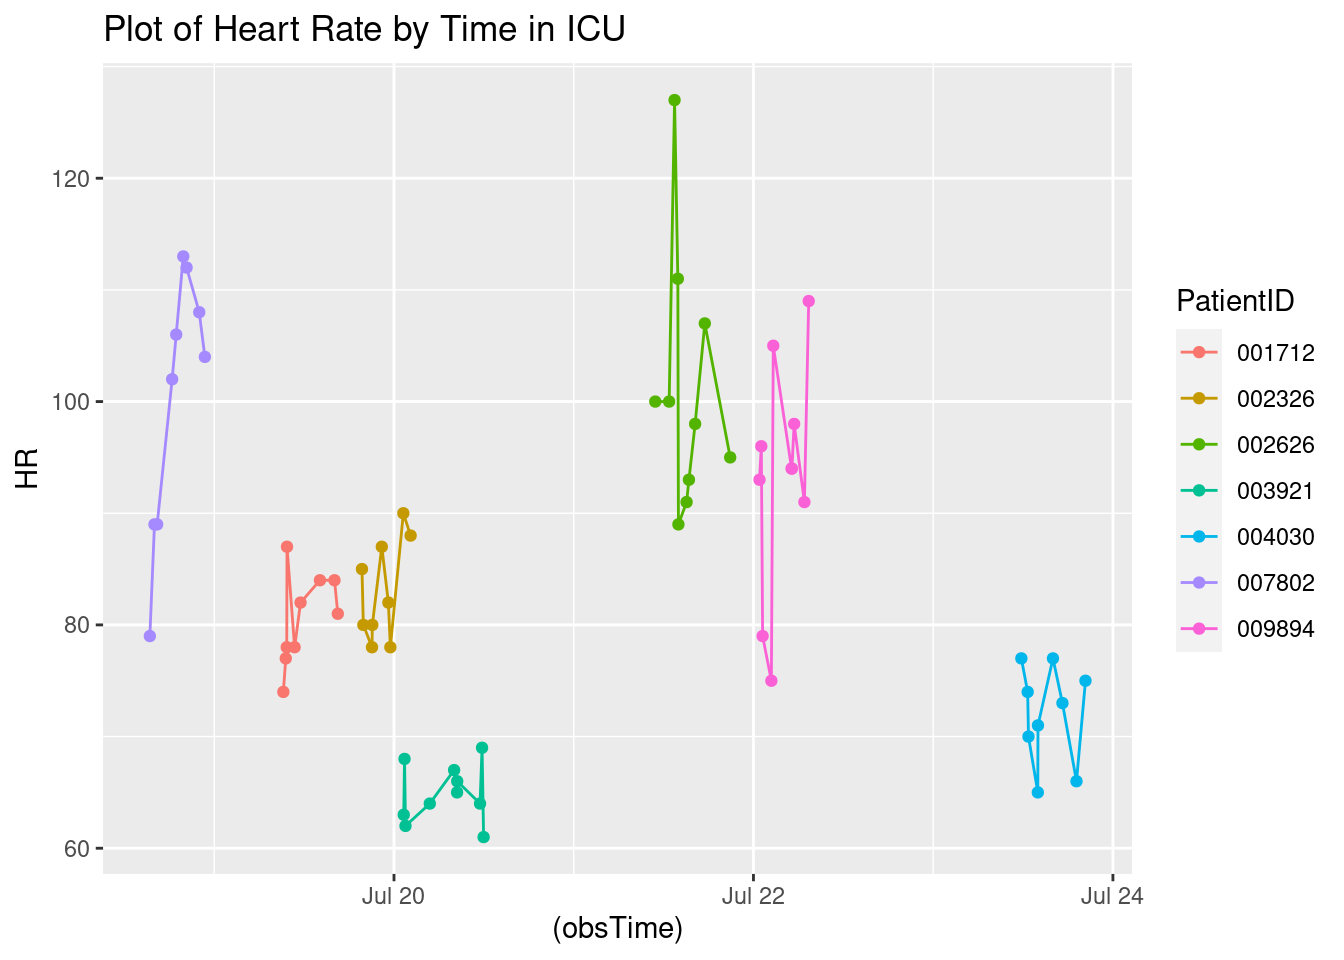 Plot of Heart Rate by Time in ICU
120
100
80
60
HR
Jul 20
Jul 22
Jul 24
(obsTime)
PatientID
001712
002326
002626
003921
004030
007802
009894